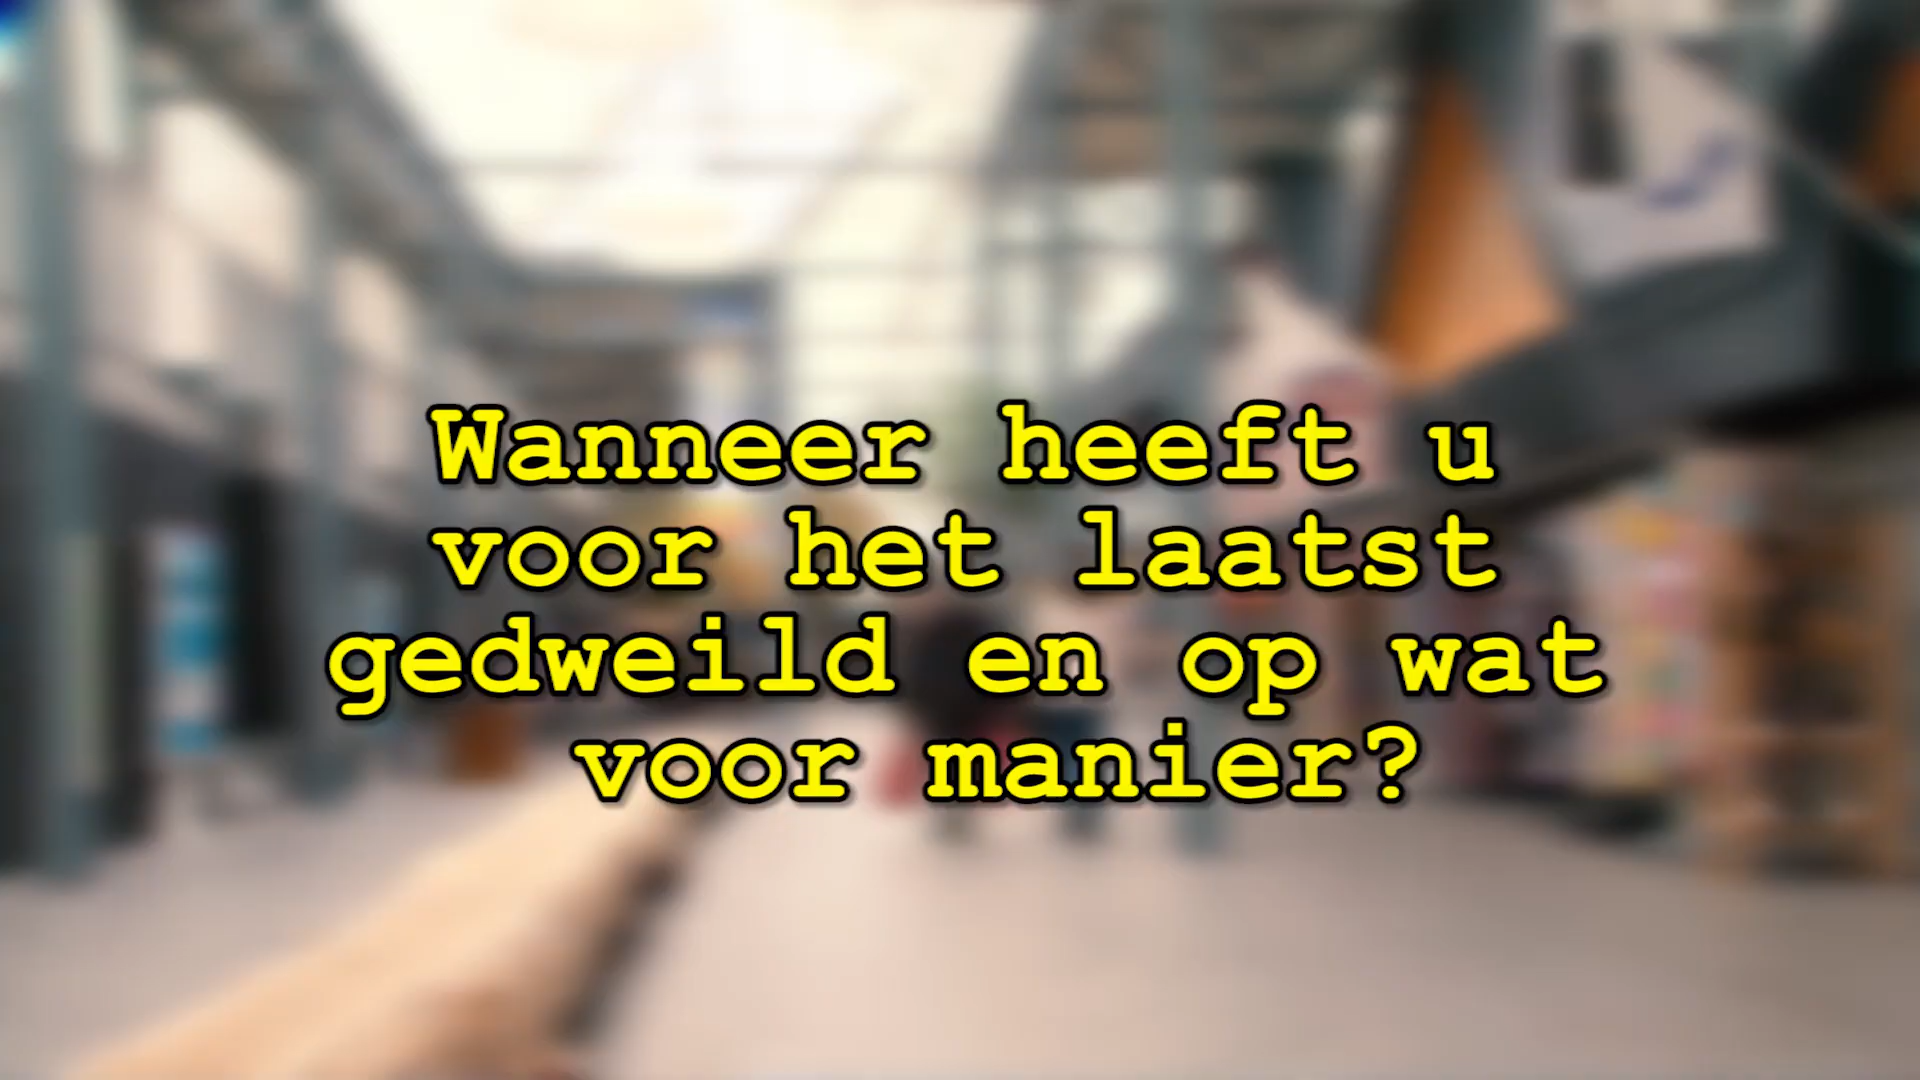 Wanneer heeft u
voor het laatst
gedweild en op wat
voor manier?